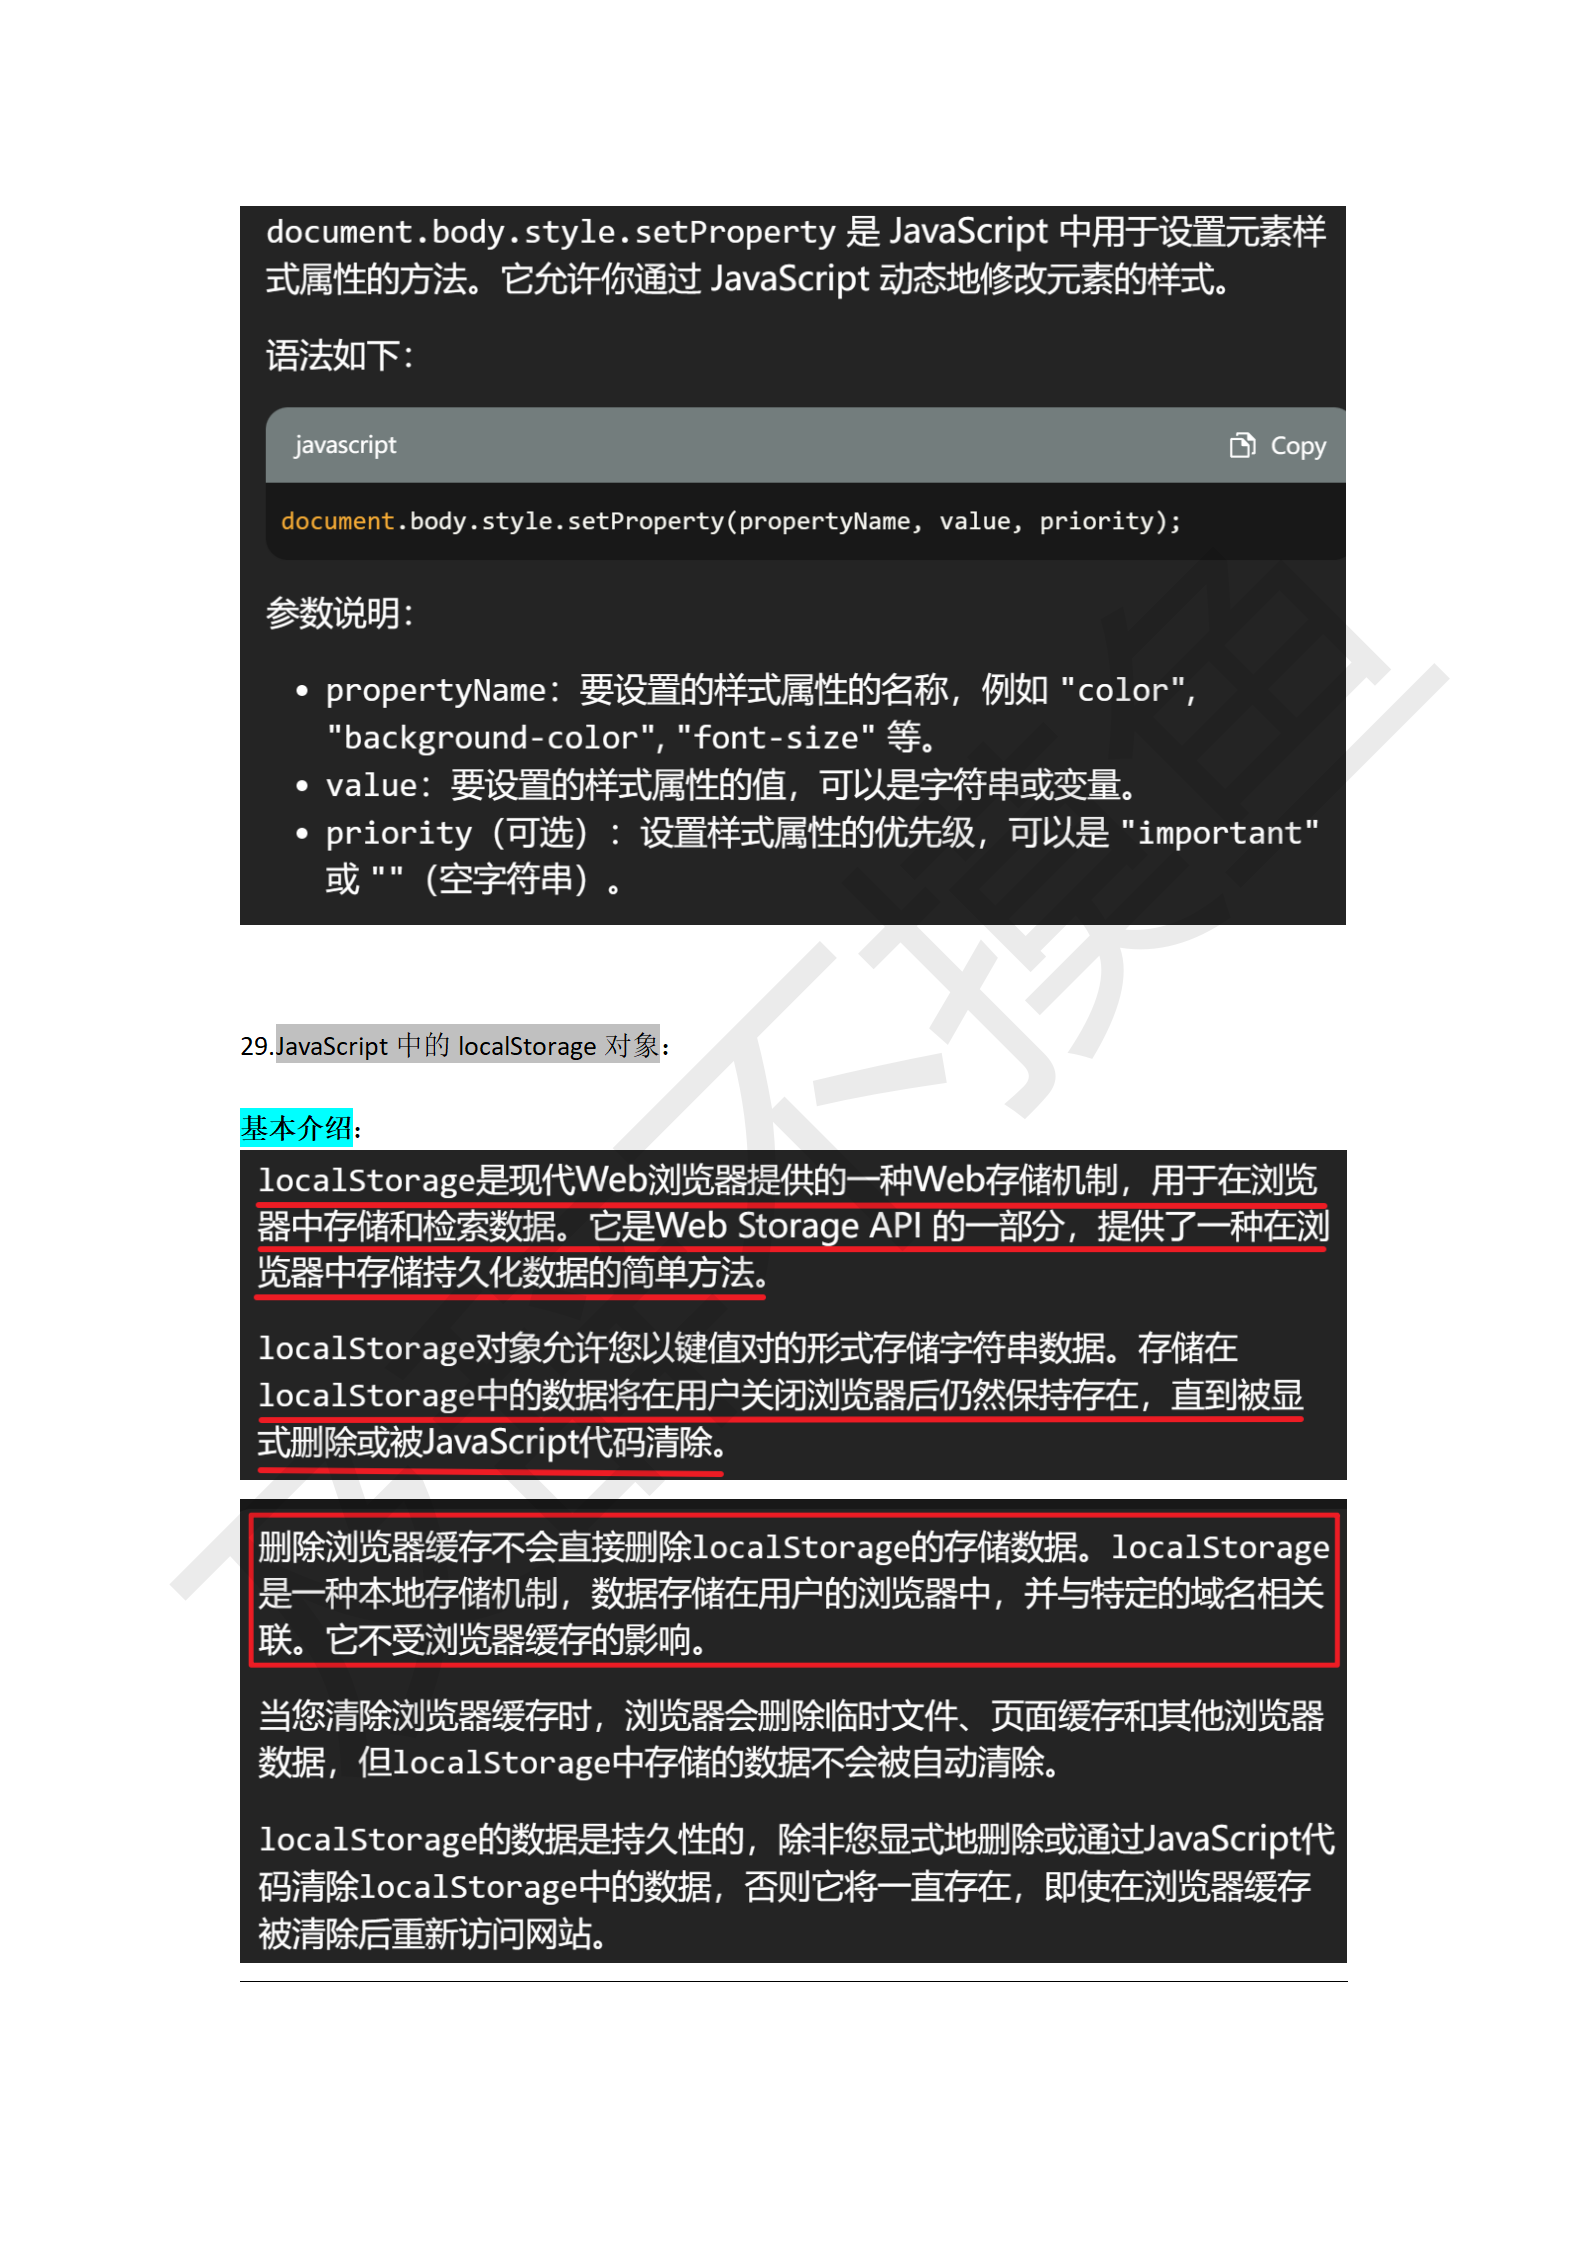 document.body.style.setProperty 是 JavaScript 中用于设置元素样
式属性的方法。它允许你通过 JavaScript 动态地修改元素的样式。
语法如下：
javascript
Copy
document.body.style.setProperty(propertyName, value, priority);
参数说明：
• propertyName：要设置的样式属性的名称，例如 "color",
"background-color", "font-size" 等。
• value：要设置的样式属性的值，可以是字符串或变量。
• priority（可选）：设置样式属性的优先级，可以是 "important"
或 ""（空字符串）。
29.JavaScript 中的 localStorage 对象：
基本介绍：
localStorage是现代Web浏览器提供的一种Web存储机制，用于在浏览
器中存储和检索数据。它是Web Storage API 的一部分，提供了一种在浏
览器中存储持久化数据的简单方法。
localStorage对象允许您以键值对的形式存储字符串数据。存储在
localStorage中的数据将在用户关闭浏览器后仍然保持存在，直到被显
式删除或被JavaScript代码清除。
删除浏览器缓存不会直接删除localStorage的存储数据。localStorage
是一种本地存储机制，数据存储在用户的浏览器中，并与特定的域名相关
联。它不受浏览器缓存的影响。
当您清除浏览器缓存时，浏览器会删除临时文件、页面缓存和其他浏览器
数据，但localStorage中存储的数据不会被自动清除。
localStorage的数据是持久性的，除非您显式地删除或通过JavaScript代
码清除localStorage中的数据，否则它将一直存在，即使在浏览器缓存
被清除后重新访问网站。